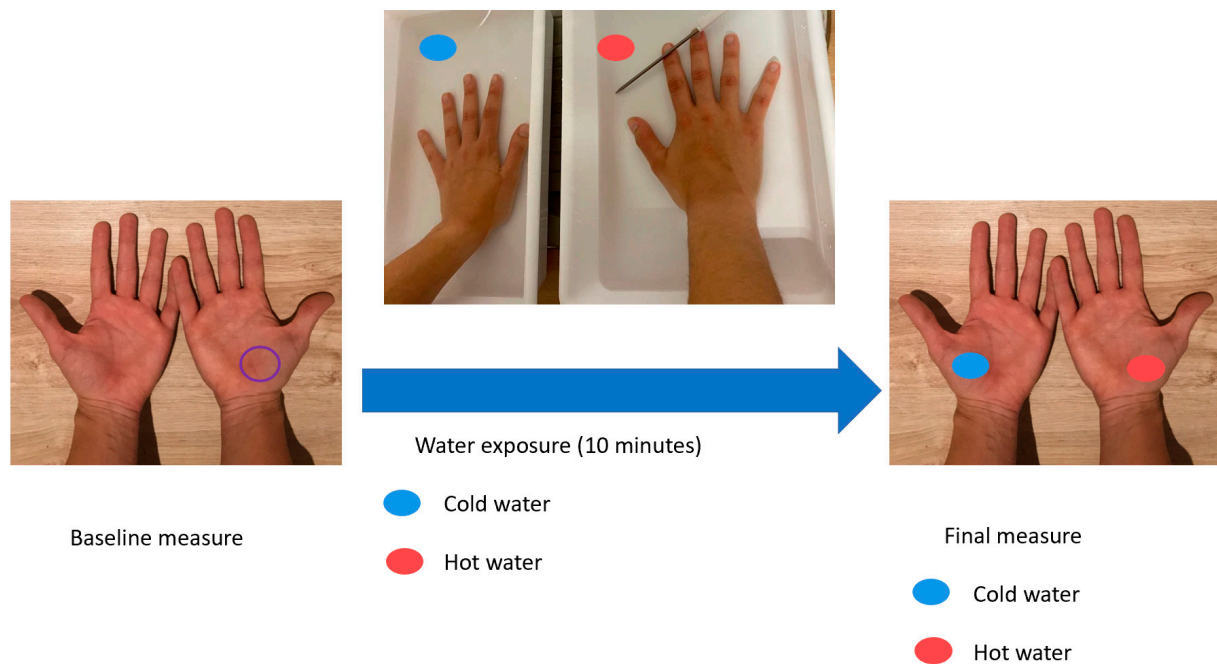 Water exposure (10 minutes)
Cold water
Hot water
Baseline measure
Final measure
Cold water
Hot water